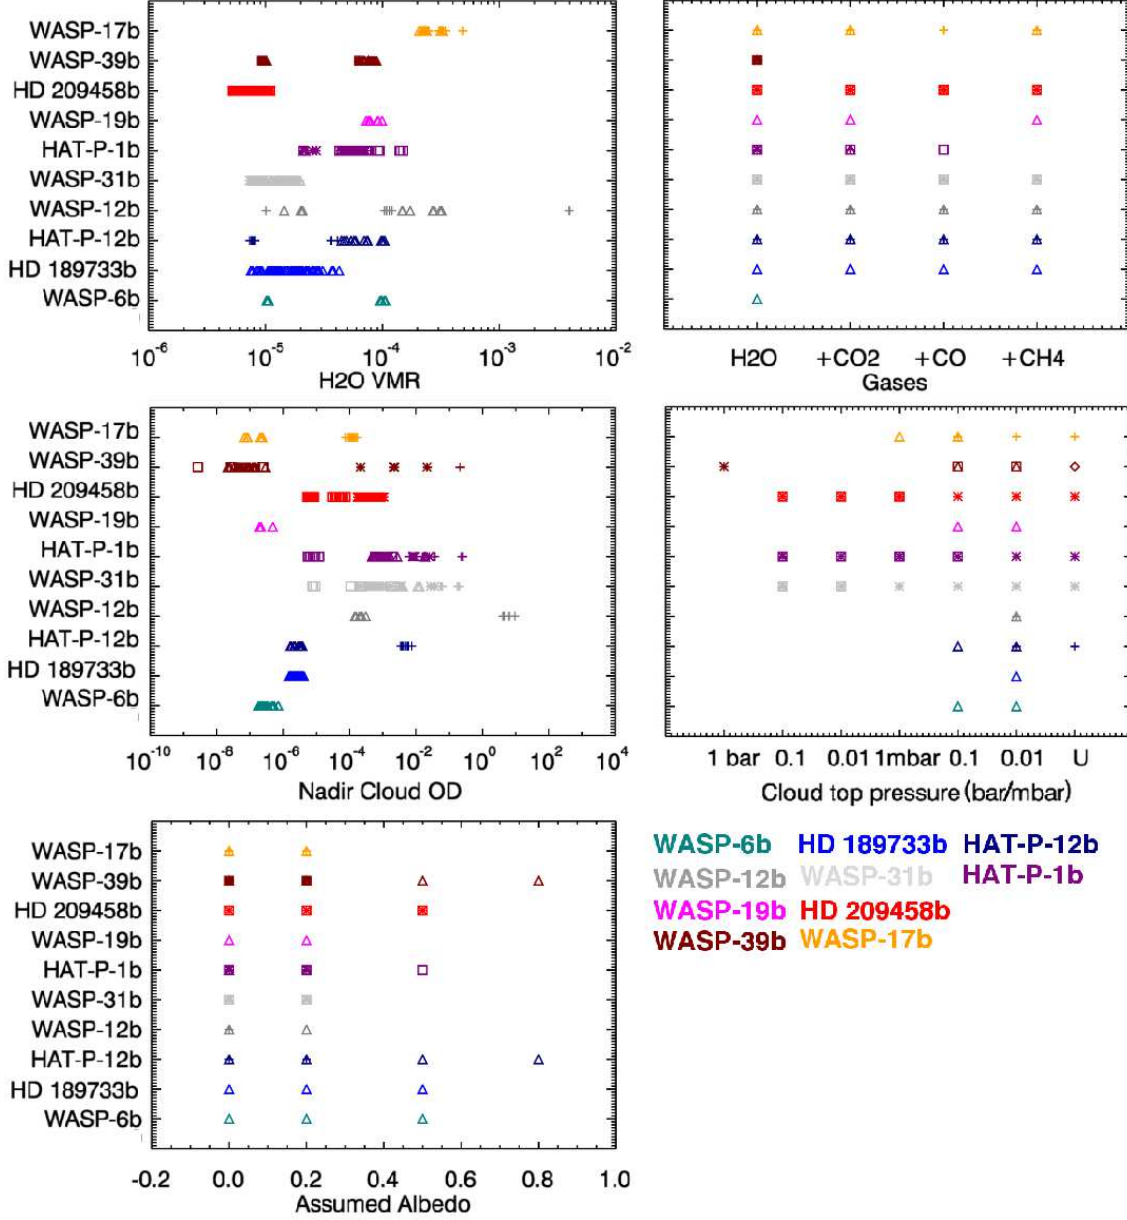 WASP-17b
WASP-39b
HD 209458b
WASP-19b
HAT-P-1b
WASP-31b
WASP-12b
HAT-P-12b
HD 189733b
WASP-6b
10^-6 10^-5 10^-4 10^-3 10^-2
H2O VMR
H2O +CO2 +CO +CH4
Gases
WASP-17b
WASP-39b
HD 209458b
WASP-19b
HAT-P-1b
WASP-31b
WASP-12b
HAT-P-12b
HD 189733b
WASP-6b
10^-10 10^-8 10^-6 10^-4 10^-2 10^0 10^2 10^4
Nadir Cloud OD
1 bar 0.1 0.01 1mbar 0.1 0.01 U
Cloud top pressure (bar/mbar)
WASP-17b
WASP-39b
HD 209458b
WASP-19b
HAT-P-1b
WASP-31b
WASP-12b
HAT-P-12b
HD 189733b
WASP-6b
-0.2 0.0 0.2 0.4 0.6 0.8 1.0
Assumed Albedo
WASP-6b HD 189733b HAT-P-12b
WASP-12b WASP-31b HAT-P-1b
WASP-19b HD 209458b
WASP-39b WASP-17b